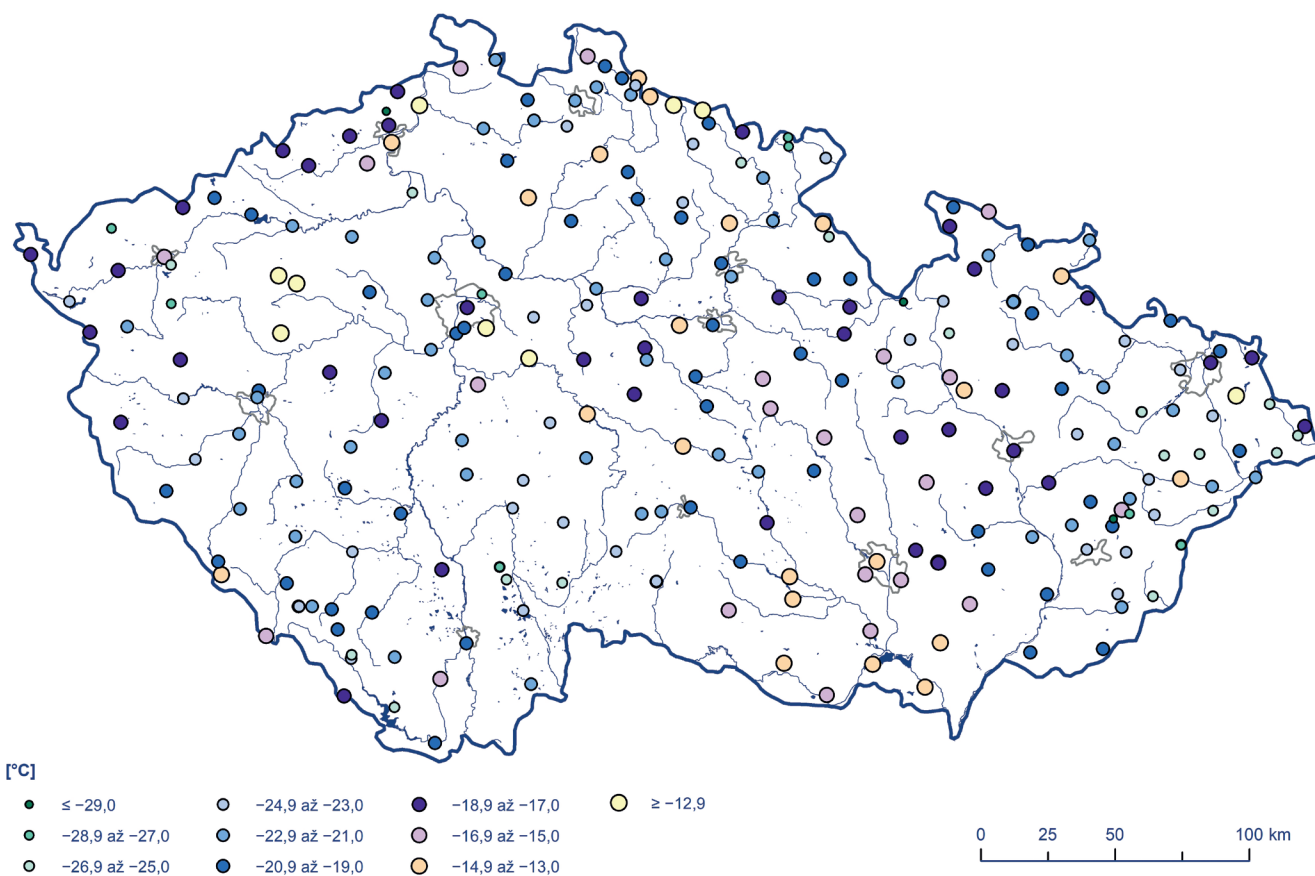 [°C]
≤ −29,0
−28,9 až −27,0
−26,9 až −25,0
−24,9 až −23,0
−22,9 až −21,0
−20,9 až −19,0
−18,9 až −17,0
−16,9 až −15,0
−14,9 až −13,0
≥ −12,9
0 25 50 100 km